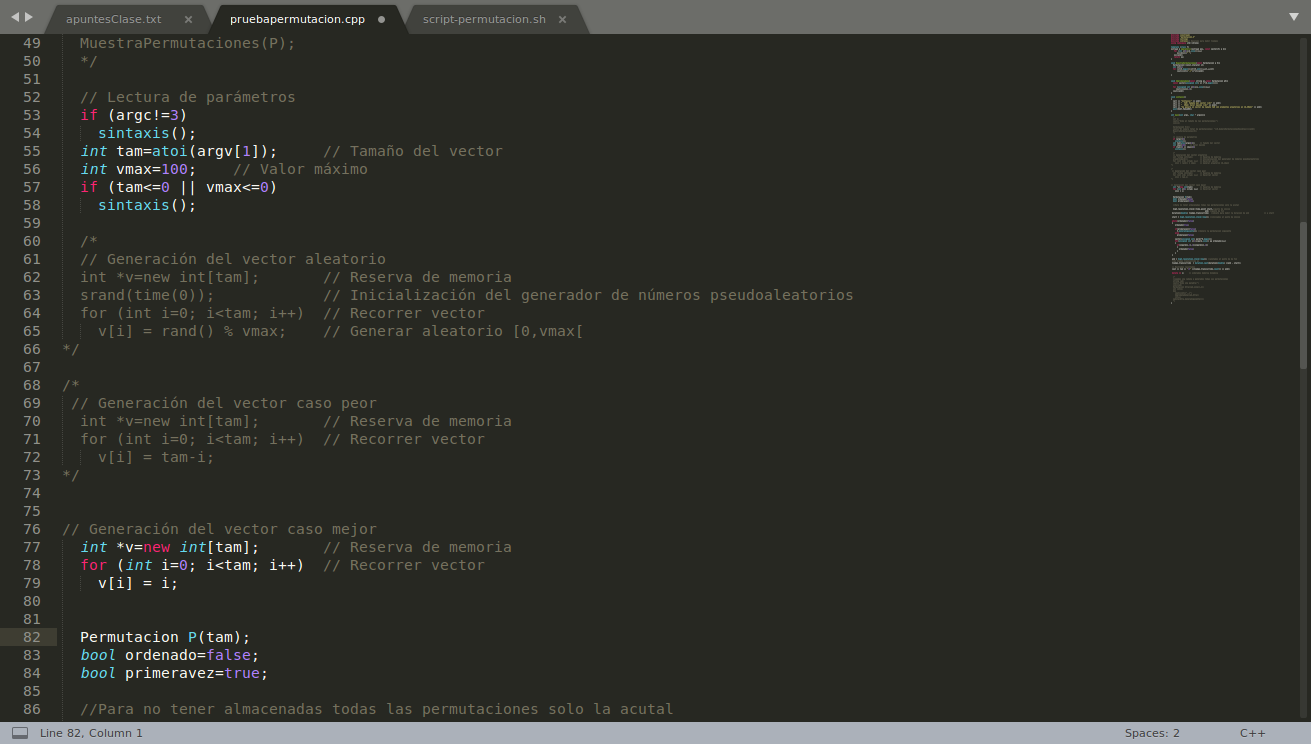 apuntesClase.txt × pruebapermutacion.cpp script-permutacion.sh ×
49 MuestraPermutaciones(P);
50 */
51
52 // Lectura de parámetros
53 if (argc!=3)
54 sintaxis();
55 int tam=atoi(argv[1]); // Tamaño del vector
56 int vmax=100; // Valor máximo
57 if (tam<=0 || vmax<=0)
58 sintaxis();
59
60 /*
61 // Generación del vector aleatorio
62 int *v=new int[tam]; // Reserva de memoria
63 srand(time(0)); // Inicialización del generador de números pseudoaleatorios
64 for (int i=0; i<tam; i++) // Recorrer vector
65 v[i] = rand() % vmax; // Generar aleatorio [0,vmax[
66 */
67
68 /*
69 // Generación del vector caso peor
70 int *v=new int[tam]; // Reserva de memoria
71 for (int i=0; i<tam; i++) // Recorrer vector
72 v[i] = tam-i;
73 */
74
75
76 // Generación del vector caso mejor
77 int *v=new int[tam]; // Reserva de memoria
78 for (int i=0; i<tam; i++) // Recorrer vector
79 v[i] = i;
80
81
82 Permutacion P(tam);
83 bool ordenado=false;
84 bool primeravez=true;
85
86 //Para no tener almacenadas todas las permutaciones solo la acutal
Line 82, Column 1 Spaces: 2 C++